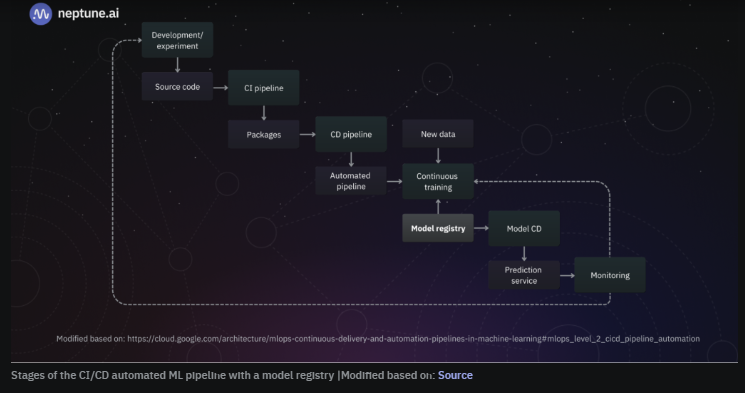 neptune.ai
Development/
experiment
Source code
CI pipeline
Packages
CD pipeline
New data
Automated
pipeline
Continuous
training
Model registry
Model CD
Prediction
service
Monitoring
Modified based on: https://cloud.google.com/architecture/mlops-continuous-delivery-and-automation-pipelines-in-machine-learning#mlops_level_2_cicd_pipeline_automation
Stages of the CI/CD automated ML pipeline with a model registry |Modified based on: Source